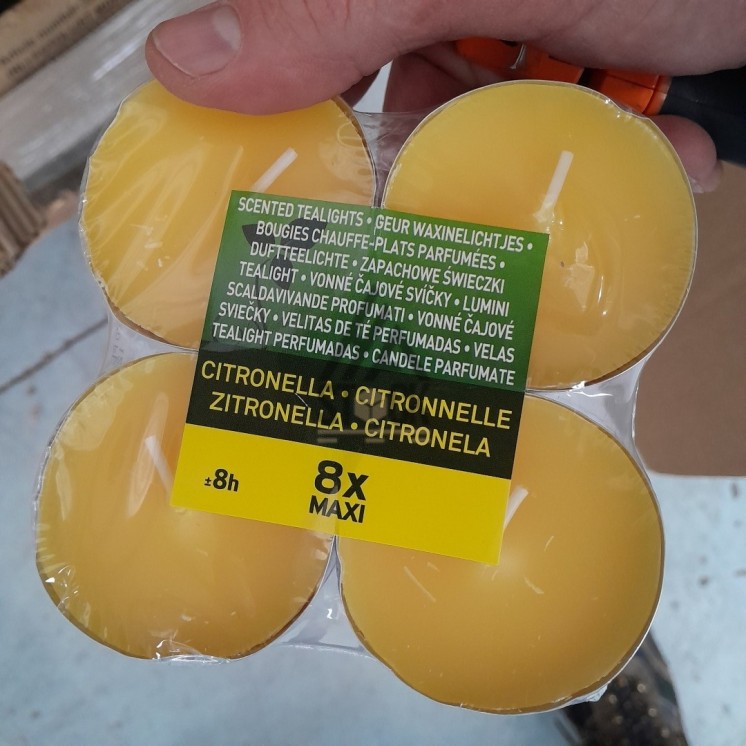 SCENTED TEALIGHTS • GEUR WAXINELICHTJES •
BOUGIES CHAUFFE-PLATS PARFUMÉES •
DUFTTEELICHTE • ZAPACHOWE ŚWIECZKI
TEALIGHT • VONNÉ ČAJOVÉ SVÍČKY • LUMINI
SCALDAVIVANDE PROFUMATI • VONNÉ ČAJOVÉ
SVIEČKY • VELITAS DE TÉ PERFUMADAS • VELAS
TEALIGHT PERFUMADAS • CANDELE PARFUMATE
CITRONELLA • CITRONNELLE
ZITRONELLA • CITRONELA
±8h
8x
MAXI